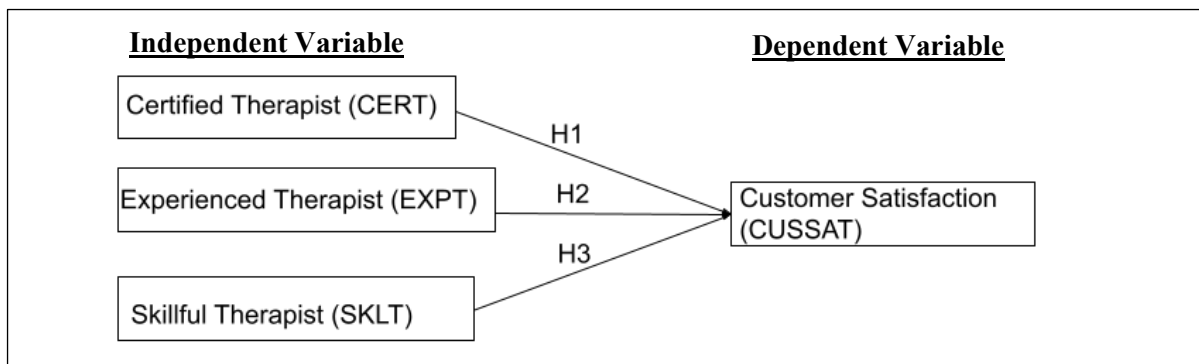 Independent Variable
Dependent Variable
Certified Therapist (CERT)
H1
Experienced Therapist (EXPT)
H2
Customer Satisfaction
(CUSSAT)
H3
Skillful Therapist (SKLT)